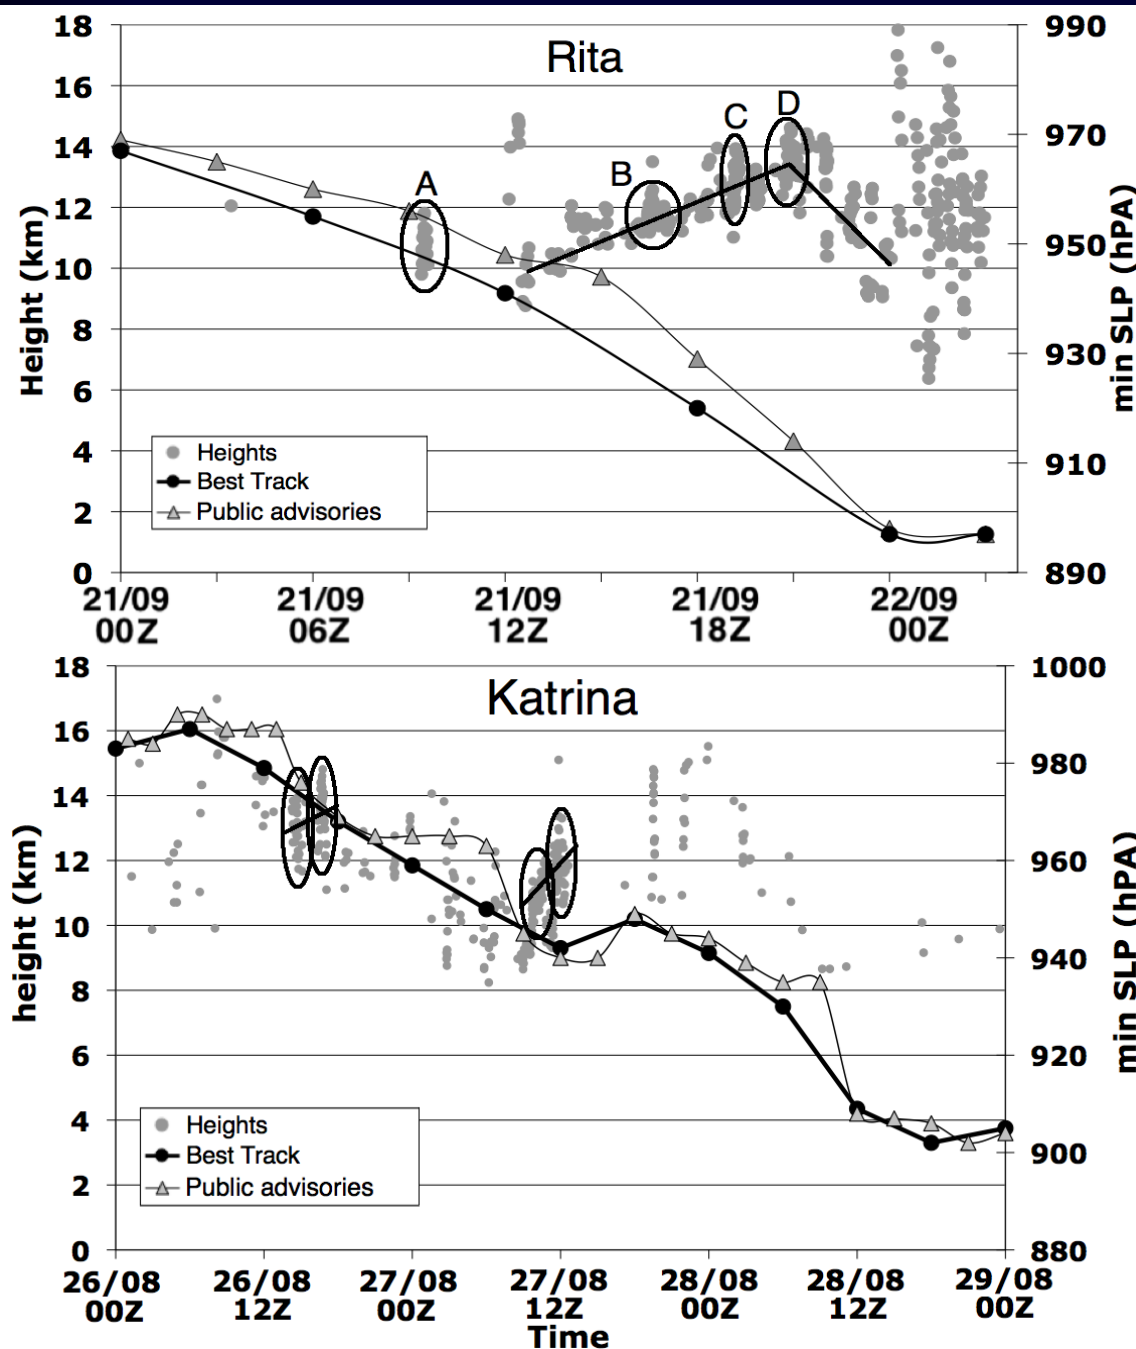 Rita
18
16
14
12
10
8
6
4
2
0
Height (km)
990
970
950
930
910
890
min SLP (hPA)
A
B
C
D
Heights
Best Track
Public advisories
21/09 21/09 21/09 21/09 22/09
00Z 06Z 12Z 18Z 00Z
Katrina
18
16
14
12
10
8
6
4
2
0
height (km)
1000
980
960
940
920
900
880
min SLP (hPA)
Heights
Best Track
Public advisories
26/08 26/08 27/08 27/08 28/08 28/08 29/08
00Z 12Z 00Z 12Z 00Z 12Z 00Z
Time